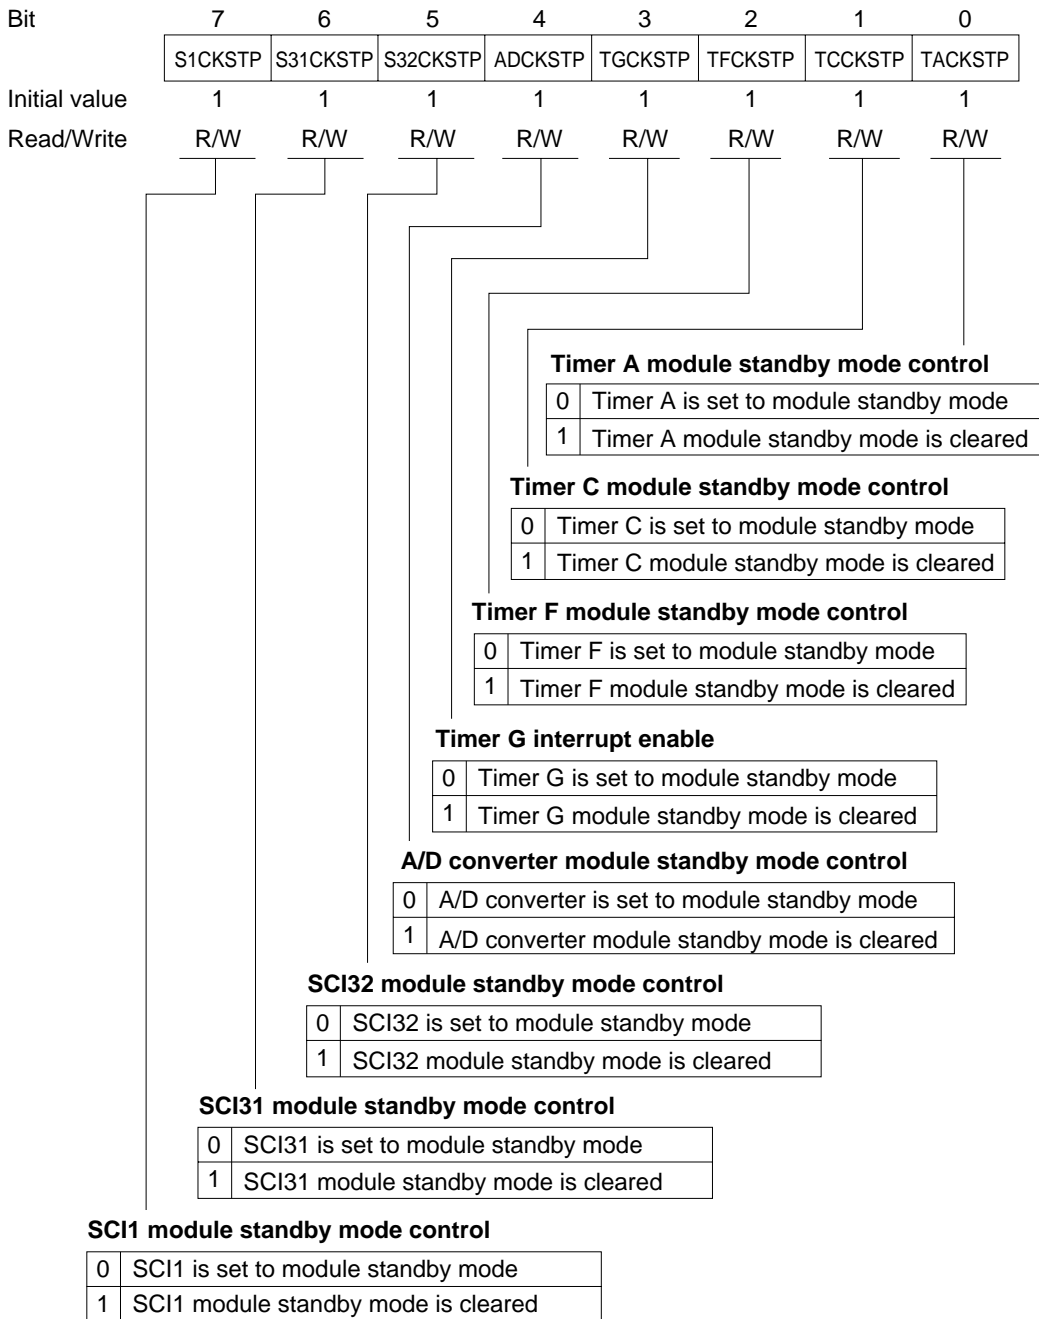 Bit 7 6 5 4 3 2 1 0
S1CKSTP S31CKSTP S32CKSTP ADCKSTP TGCKSTP TFCKSTP TCCKSTP TACKSTP
Initial value 1 1 1 1 1 1 1 1
Read/Write R/W R/W R/W R/W R/W R/W R/W R/W
Timer A module standby mode control
0 Timer A is set to module standby mode
1 Timer A module standby mode is cleared
Timer C module standby mode control
0 Timer C is set to module standby mode
1 Timer C module standby mode is cleared
Timer F module standby mode control
0 Timer F is set to module standby mode
1 Timer F module standby mode is cleared
Timer G interrupt enable
0 Timer G is set to module standby mode
1 Timer G module standby mode is cleared
A/D converter module standby mode control
0 A/D converter is set to module standby mode
1 A/D converter module standby mode is cleared
SCI32 module standby mode control
0 SCI32 is set to module standby mode
1 SCI32 module standby mode is cleared
SCI31 module standby mode control
0 SCI31 is set to module standby mode
1 SCI31 module standby mode is cleared
SCI1 module standby mode control
0 SCI1 is set to module standby mode
1 SCI1 module standby mode is cleared